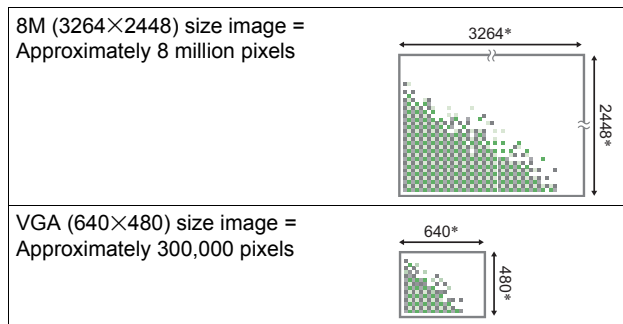 8M (3264×2448) size image =
Approximately 8 million pixels
3264*
2448*
VGA (640×480) size image =
Approximately 300,000 pixels
640*
480*